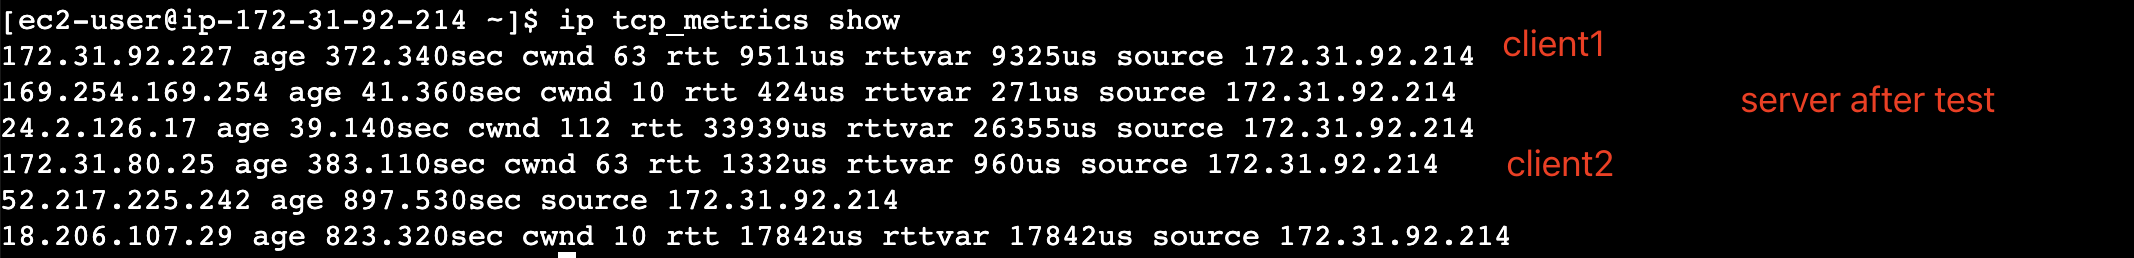 [ec2-user@ip-172-31-92-214 ~]$ ip tcp_metrics show
172.31.92.227 age 372.340sec cwnd 63 rtt 9511us rttvar 9325us source 172.31.92.214 client1
169.254.169.254 age 41.360sec cwnd 10 rtt 424us rttvar 271us source 172.31.92.214 server after test
24.2.126.17 age 39.140sec cwnd 112 rtt 33939us rttvar 26355us source 172.31.92.214
172.31.80.25 age 383.110sec cwnd 63 rtt 1332us rttvar 960us source 172.31.92.214 client2
52.217.225.242 age 897.530sec source 172.31.92.214
18.206.107.29 age 823.320sec cwnd 10 rtt 17842us rttvar 17842us source 172.31.92.214